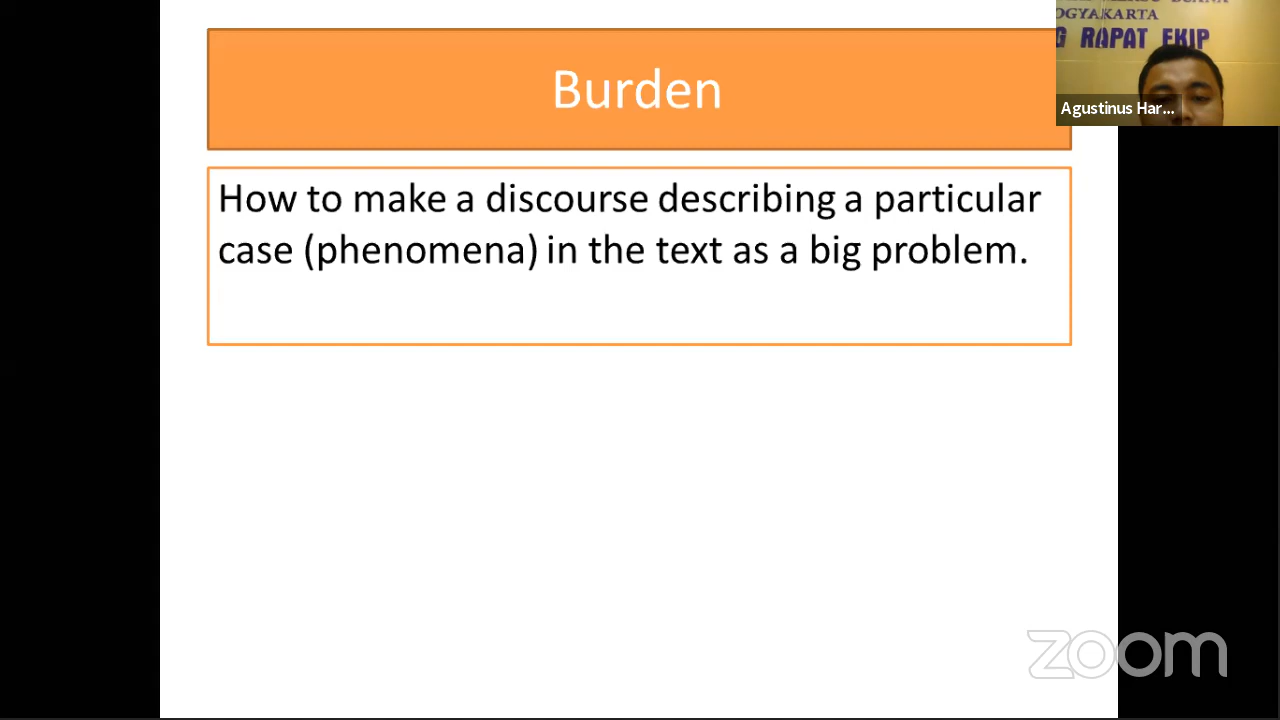 Burden
How to make a discourse describing a particular
case (phenomena) in the text as a big problem.
OGYAKARTA
G RAPAT FKIP
Agustinus Har...
zoom